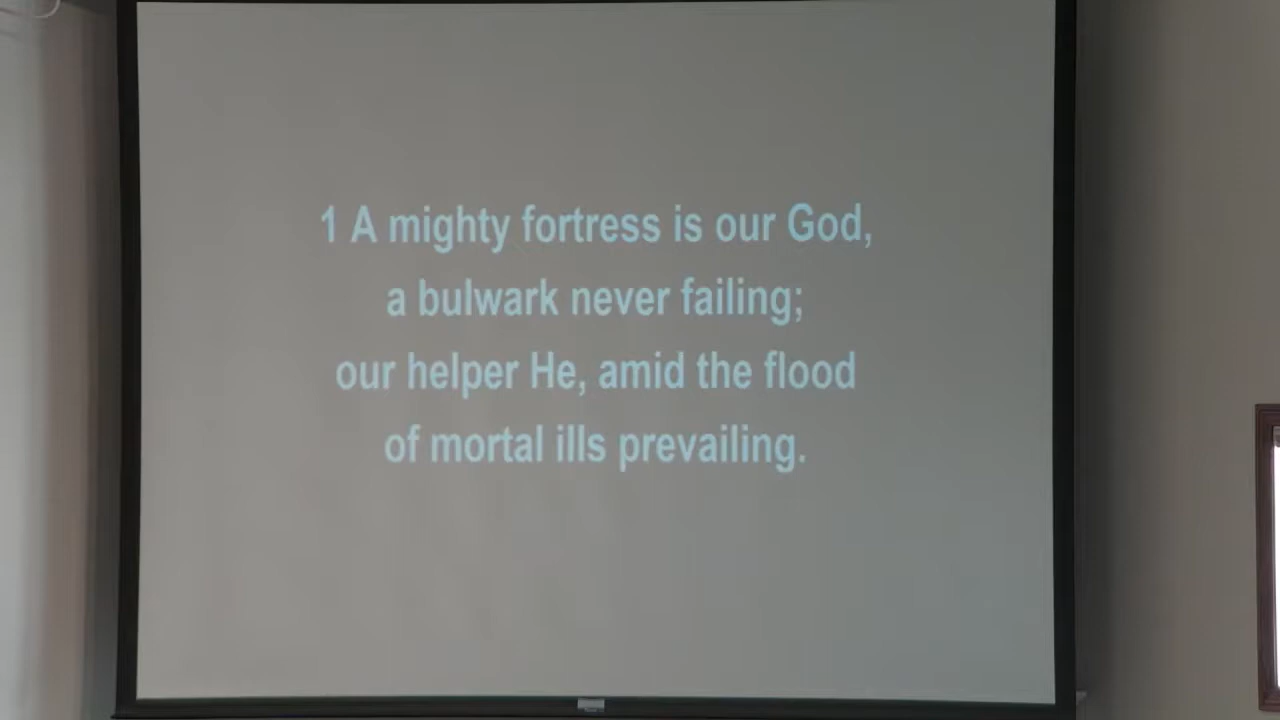 1 A mighty fortress is our God,
a bulwark never failing;
our helper He, amid the flood
of mortal ills prevailing.